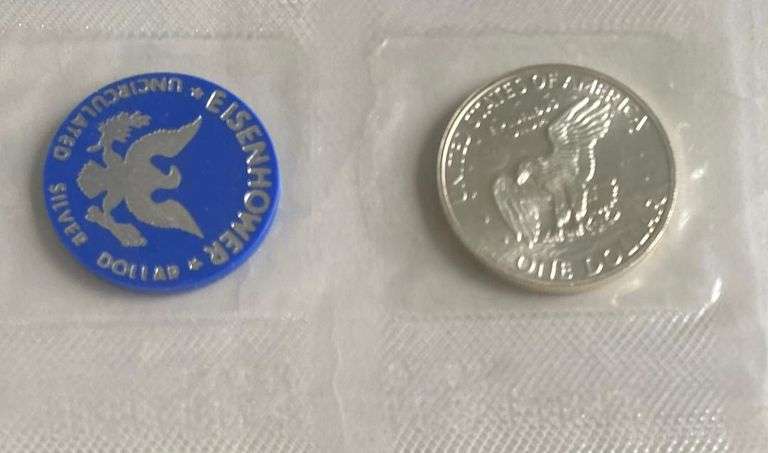 EISENHOWER
★ UNCIRCULATED SILVER DOLLAR ★
UNITED STATES OF AMERICA
ONE DOLLAR